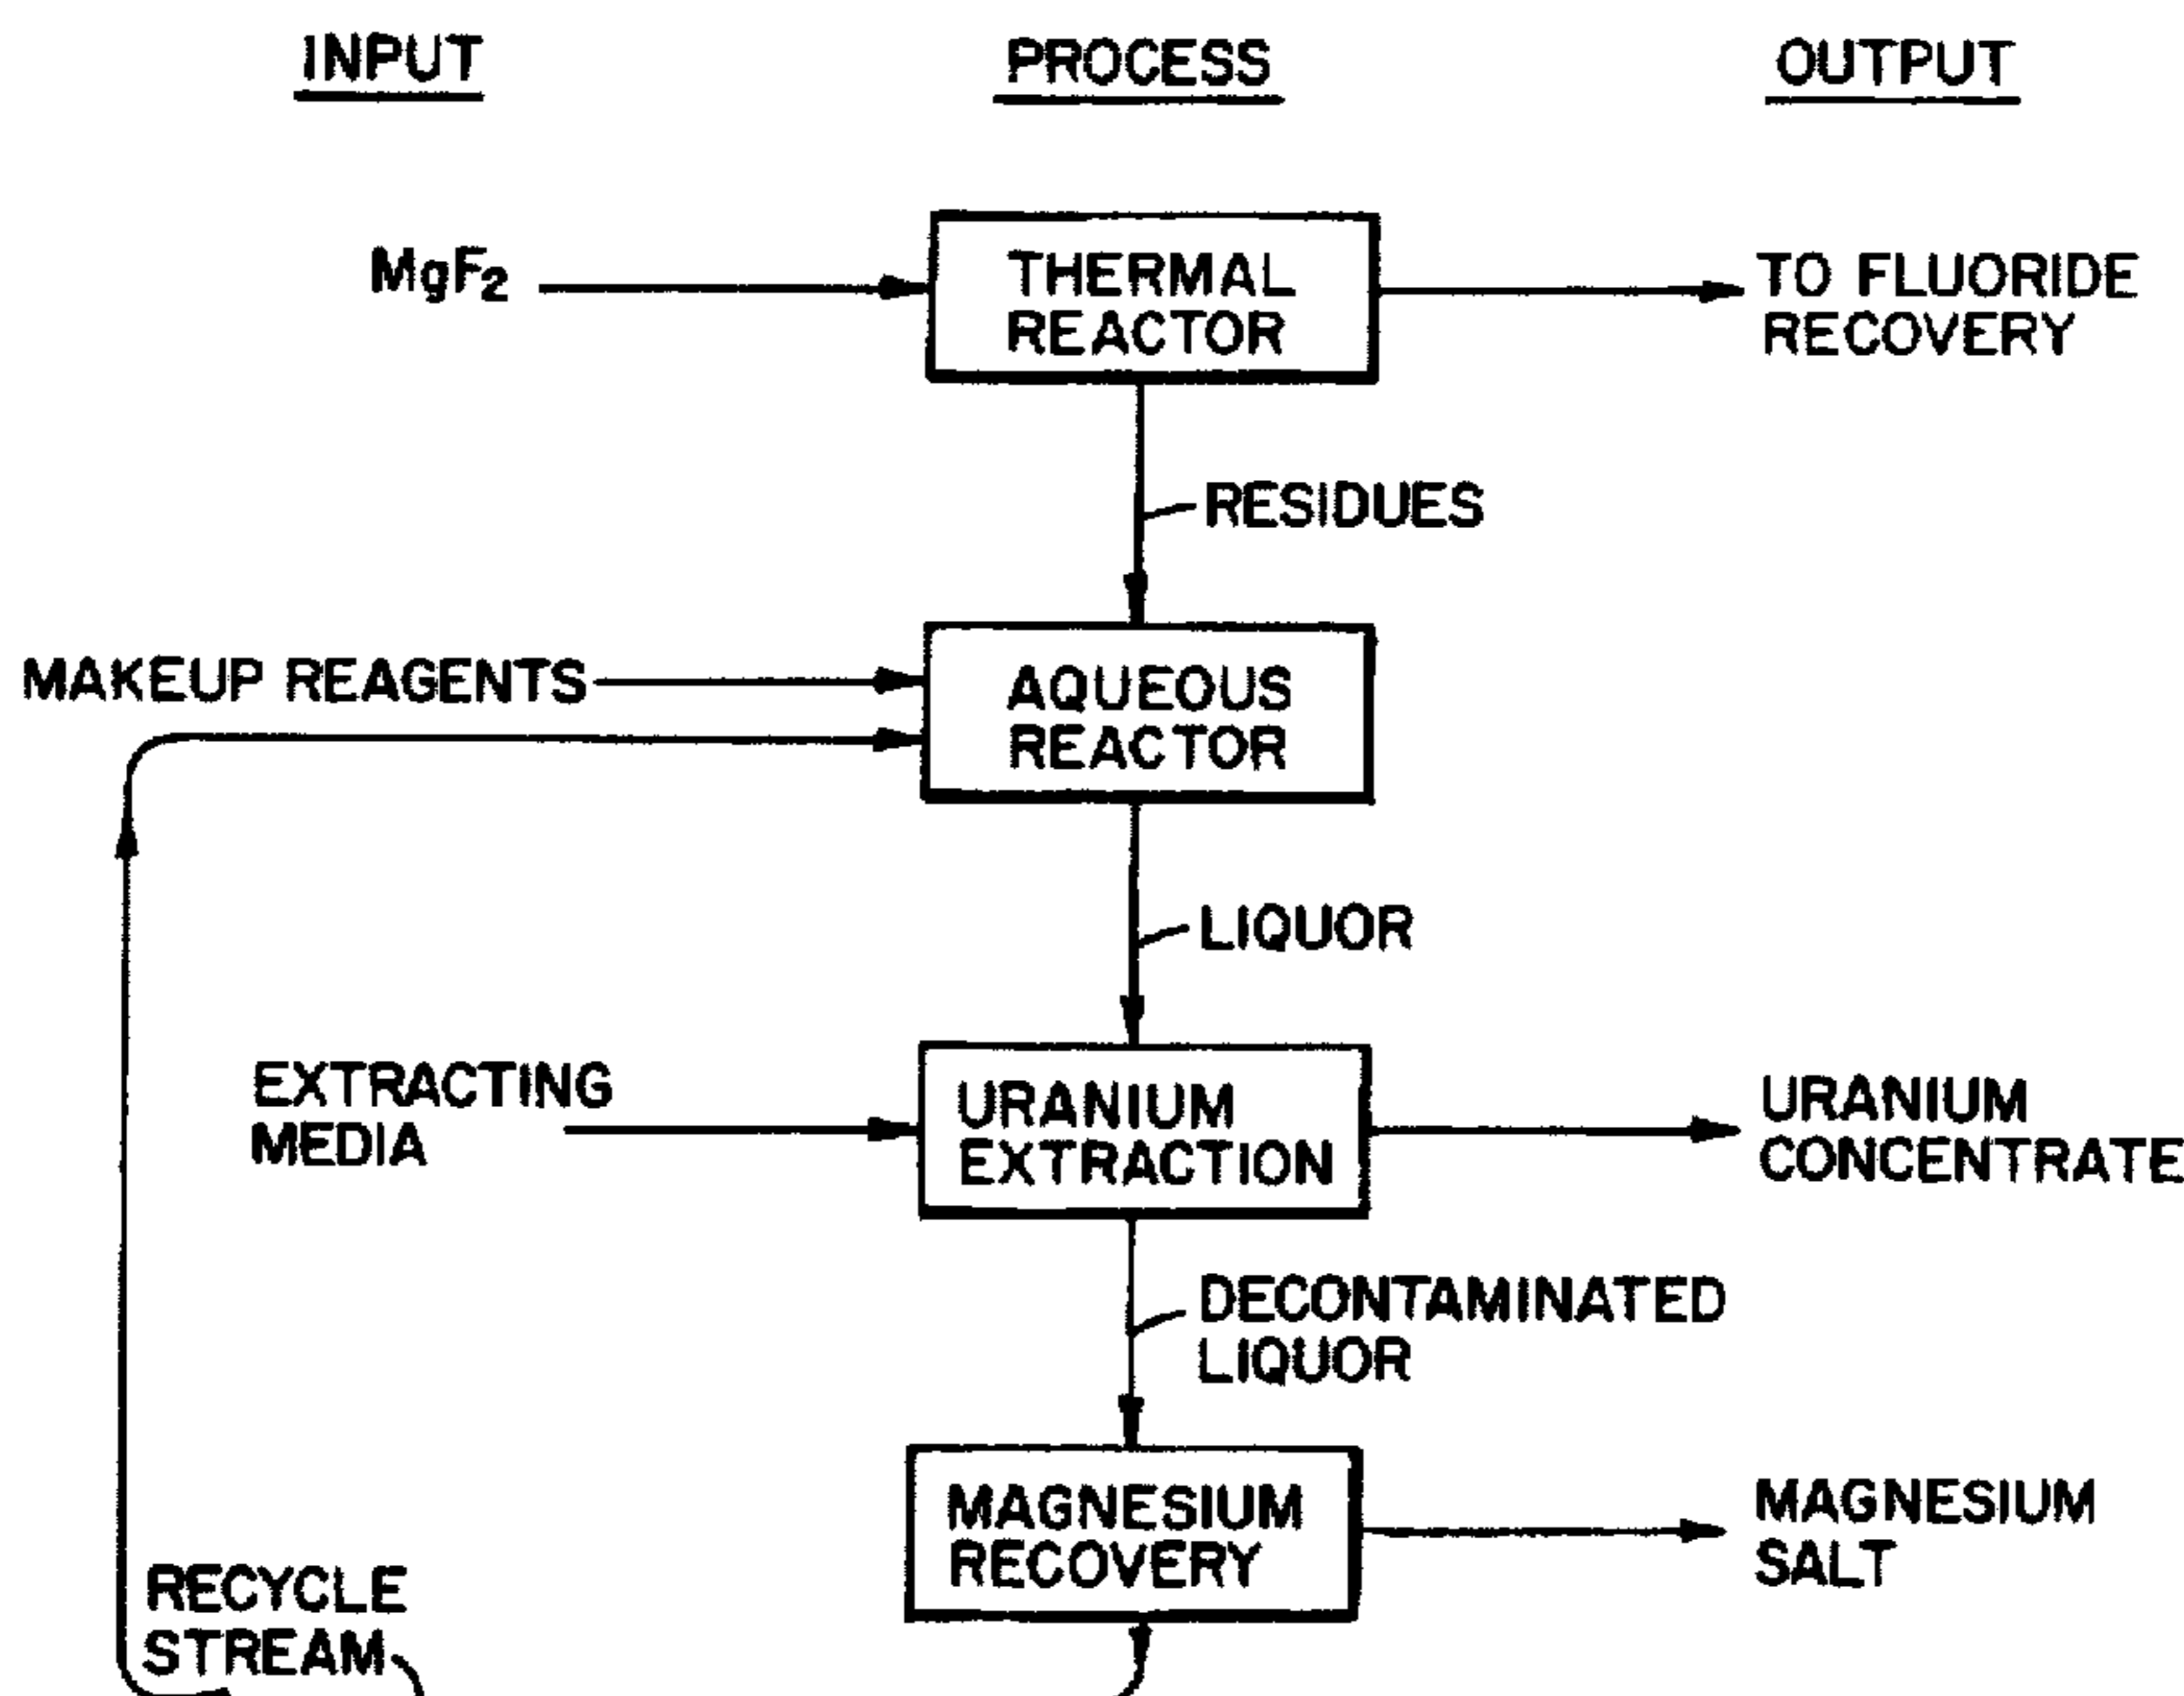 INPUT
PROCESS
OUTPUT
MgF2
THERMAL
REACTOR
TO FLUORIDE
RECOVERY
RESIDUES
MAKEUP REAGENTS
AQUEOUS
REACTOR
LIQUOR
EXTRACTING
MEDIA
URANIUM
EXTRACTION
URANIUM
CONCENTRATE
DECONTAMINATED
LIQUOR
MAGNESIUM
RECOVERY
MAGNESIUM
SALT
RECYCLE
STREAM